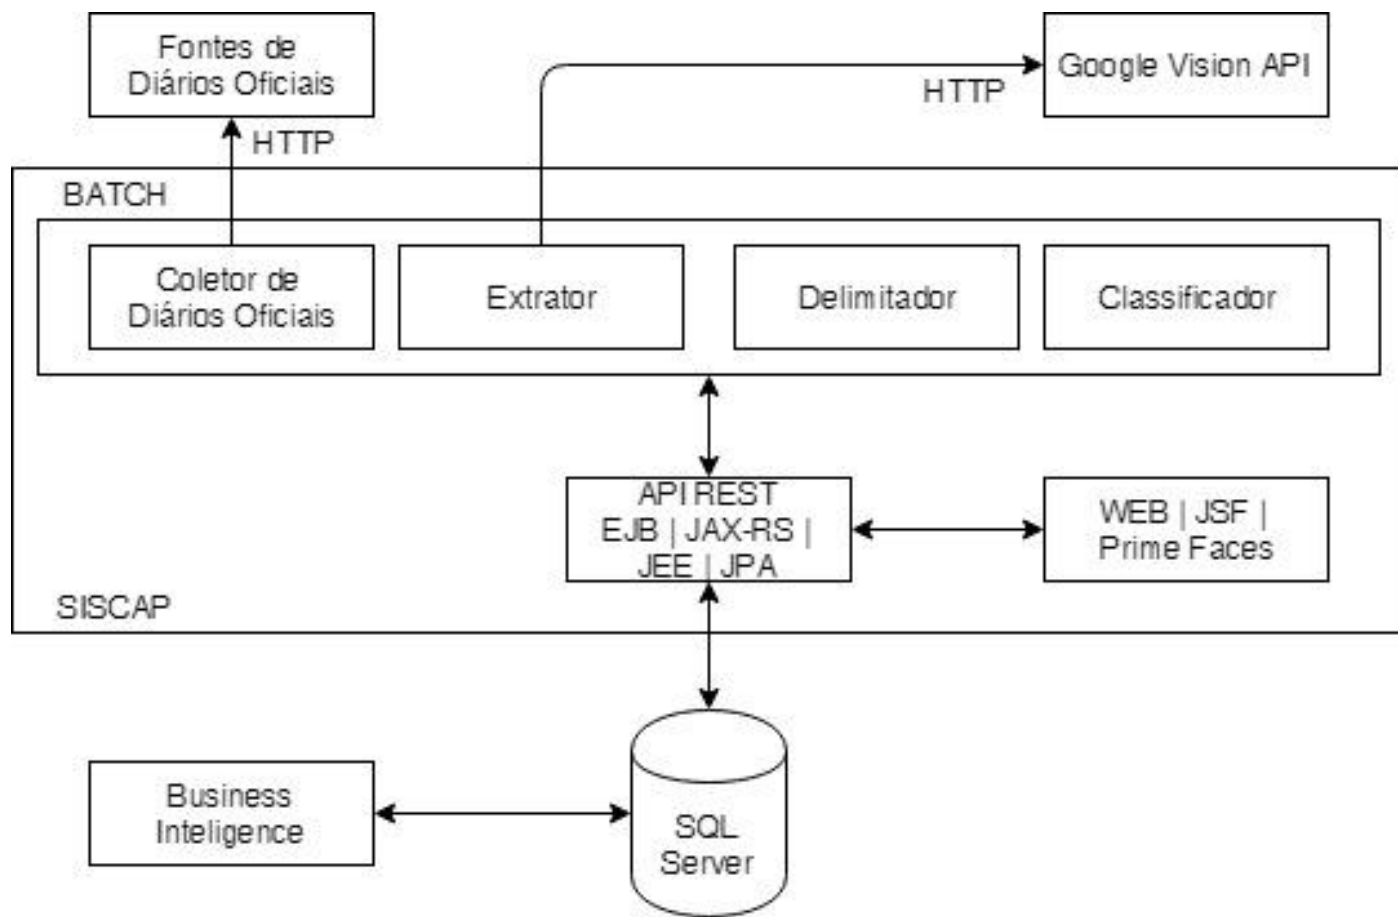 Fontes de
Diários Oficiais
Google Vision API
HTTP
HTTP
BATCH
Coletor de
Diários Oficiais
Extrator
Delimitador
Classificador
API REST
EJB | JAX-RS |
JEE | JPA
WEB | JSF |
Prime Faces
SISCAP
Business
Inteligence
SQL
Server